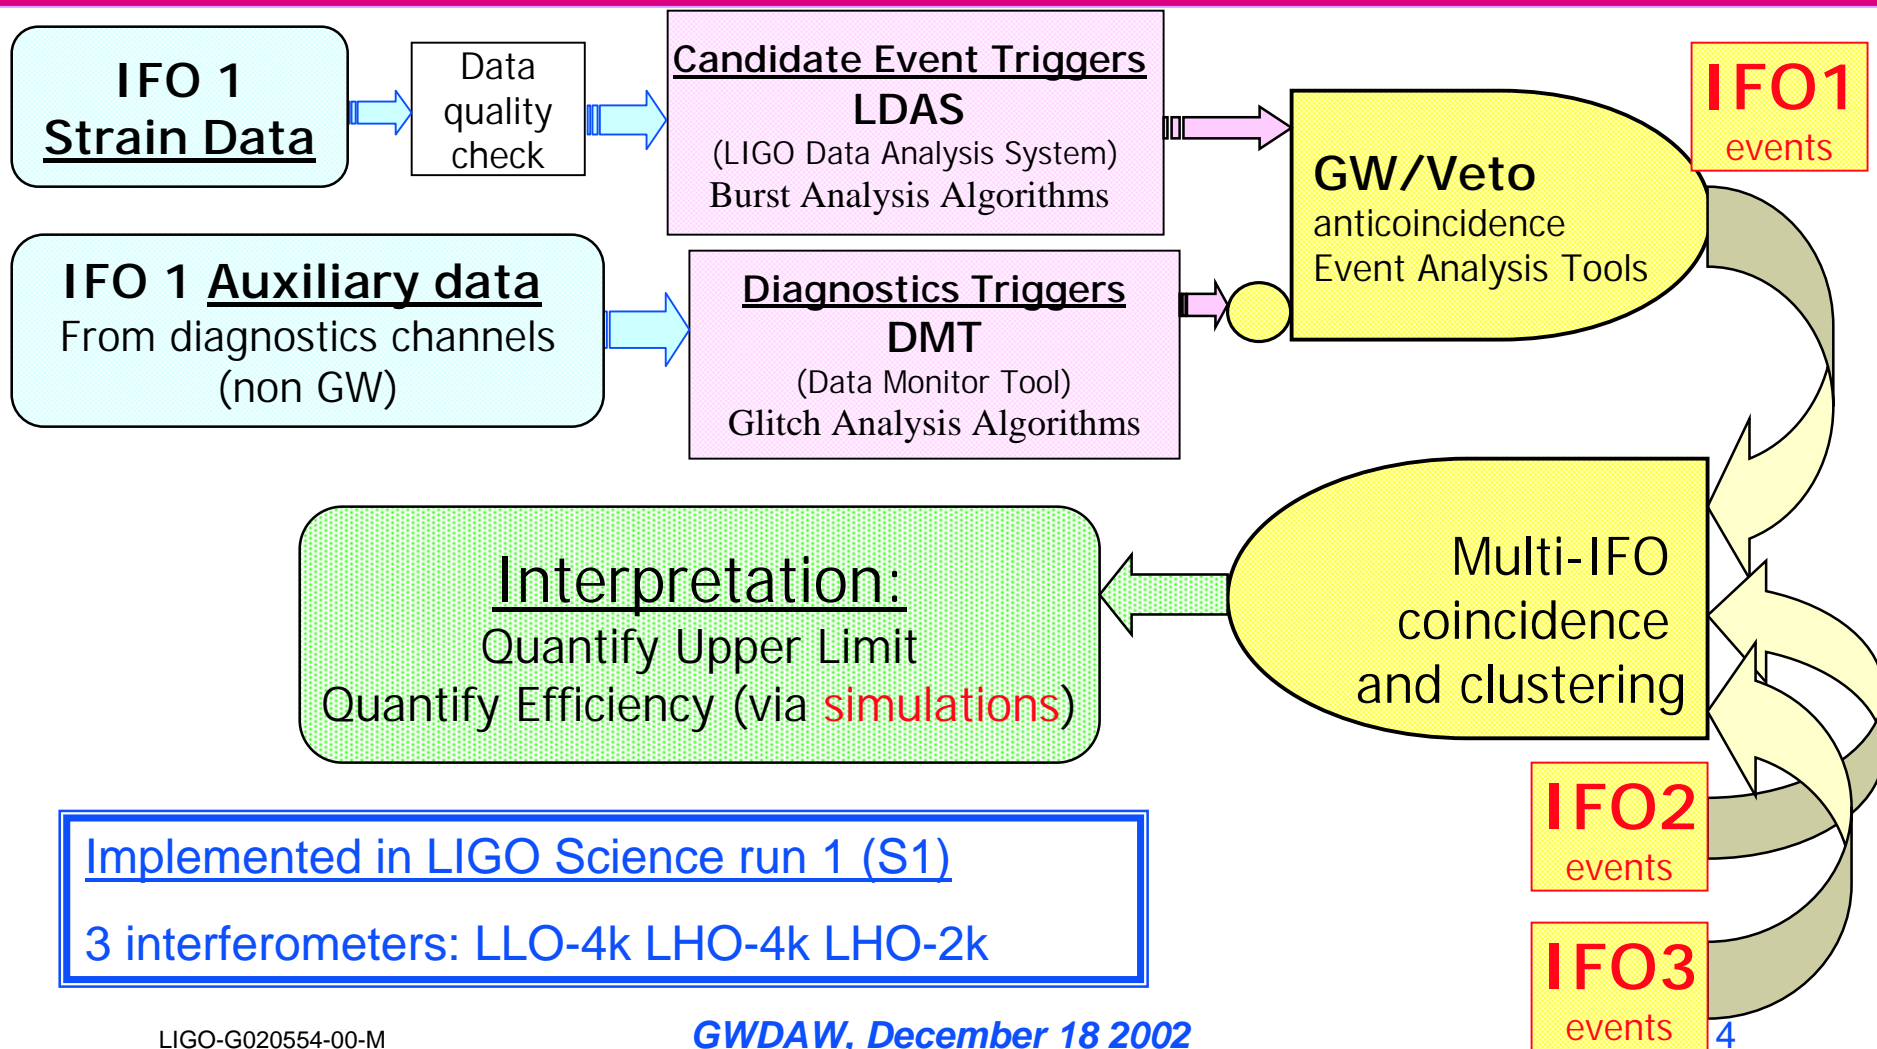 IFO 1
Strain Data
Data
quality
check
Candidate Event Triggers
LDAS
(LIGO Data Analysis System)
Burst Analysis Algorithms
GW/Veto
anticoincidence
Event Analysis Tools
IFO1
events
IFO 1 Auxiliary data
From diagnostics channels
(non GW)
Diagnostics Triggers
DMT
(Data Monitor Tool)
Glitch Analysis Algorithms
Interpretation:
Quantify Upper Limit
Quantify Efficiency (via simulations)
Multi-IFO
coincidence
and clustering
IFO2
events
IFO3
events
Implemented in LIGO Science run 1 (S1)
3 interferometers: LLO-4k LHO-4k LHO-2k
LIGO-G020554-00-M
GWDAW, December 18 2002
4